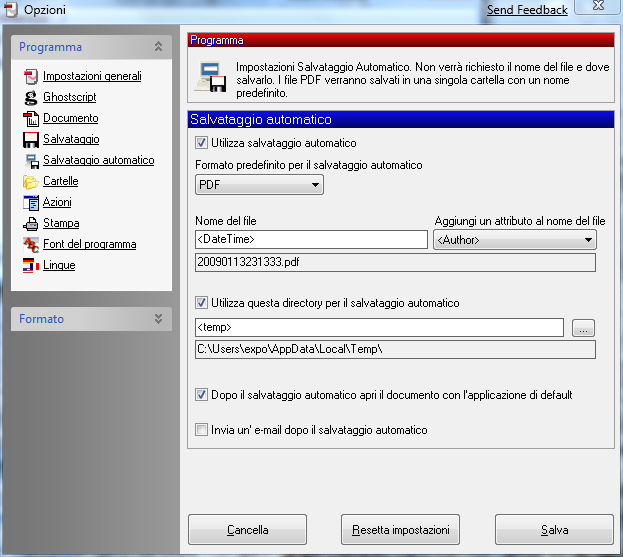 Opzioni
Send Feedback
Programma
Impostazioni generali
Ghostscript
Documento
Salvataggio
Salvataggio automatico
Cartelle
Azioni
Stampa
Font del programma
Lingue
Formato
Programma
Impostazioni Salvataggio Automatico. Non verrà richiesto il nome del file e dove
salvarlo. I file PDF verranno salvati in una singola cartella con un nome
predefinito.
Salvataggio automatico
Utilizza salvataggio automatico
Formato predefinito per il salvataggio automatico
PDF
Nome del file
Aggiungi un attributo al nome del file
<DateTime>
<Author>
20090113231333.pdf
Utilizza questa directory per il salvataggio automatico
<temp>
...
C:\Users\expo\AppData\Local\Temp\
Dopo il salvataggio automatico apri il documento con l'applicazione di default
Invia un' e-mail dopo il salvataggio automatico
Cancella
Resetta impostazioni
Salva